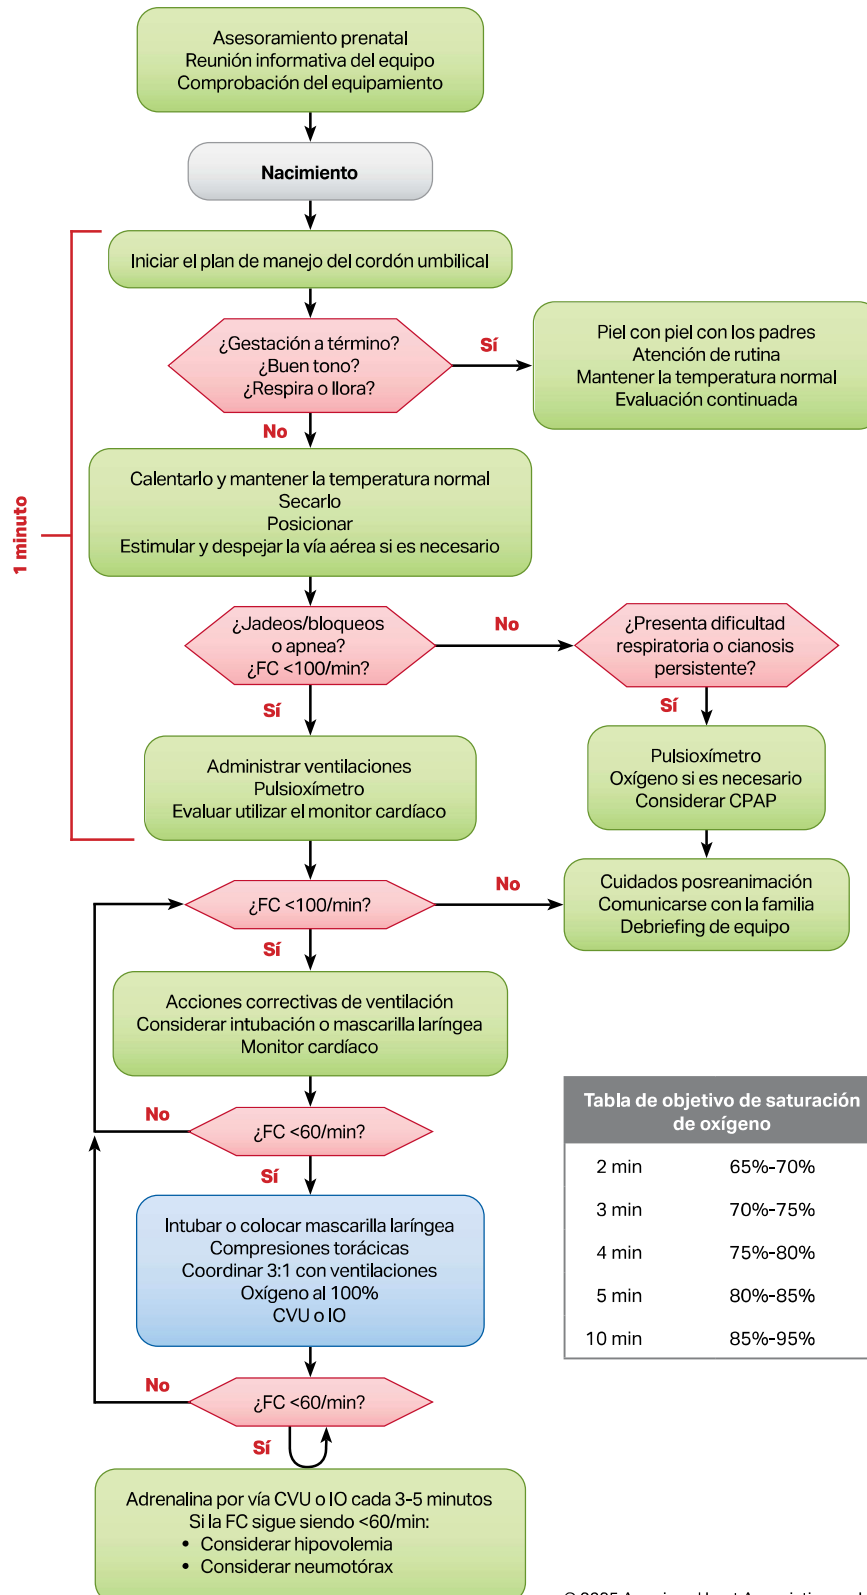 Asesoramiento prenatal
Reunión informativa del equipo
Comprobación del equipamiento
Nacimiento
1 minuto
Iniciar el plan de manejo del cordón umbilical
¿Gestación a término?
¿Buen tono?
¿Respira o llora?
Sí
Piel con piel con los padres
Atención de rutina
Mantener la temperatura normal
Evaluación continuada
No
Calentarlo y mantener la temperatura normal
Secarlo
Posicionar
Estimular y despejar la vía aérea si es necesario
¿Jadeos/bloqueos
o apnea?
¿FC <100/min?
No
¿Presenta dificultad
respiratoria o cianosis
persistente?
Sí
Sí
Administrar ventilaciones
Pulsioxímetro
Evaluar utilizar el monitor cardíaco
Pulsioxímetro
Oxígeno si es necesario
Considerar CPAP
¿FC <100/min?
No
Cuidados posreanimación
Comunicarse con la familia
Debriefing de equipo
Sí
Acciones correctivas de ventilación
Considerar intubación o mascarilla laríngea
Monitor cardíaco
No
¿FC <60/min?
Sí
Intubar o colocar mascarilla laríngea
Compresiones torácicas
Coordinar 3:1 con ventilaciones
Oxígeno al 100%
CVU o IO
No
¿FC <60/min?
Sí
Adrenalina por vía CVU o IO cada 3-5 minutos
Si la FC sigue siendo <60/min:
• Considerar hipovolemia
• Considerar neumotórax
Tabla de objetivo de saturación
de oxígeno
2 min 65%-70%
3 min 70%-75%
4 min 75%-80%
5 min 80%-85%
10 min 85%-95%